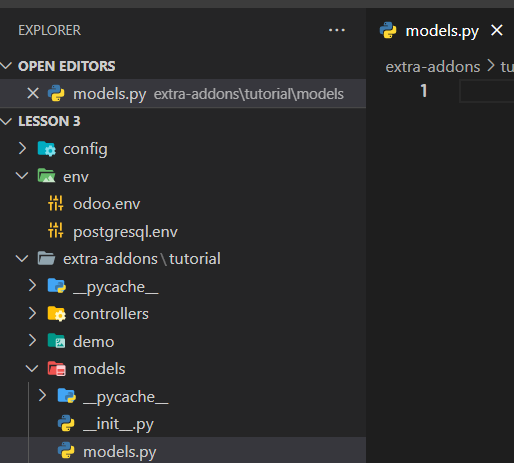 EXPLORER
OPEN EDITORS
models.py extra-addons\tutorial\models
LESSON 3
config
env
odoo.env
postgresql.env
extra-addons\tutorial
__pycache__
controllers
demo
models
__pycache__
__init__.py
models.py
models.py
extra-addons > tu
1